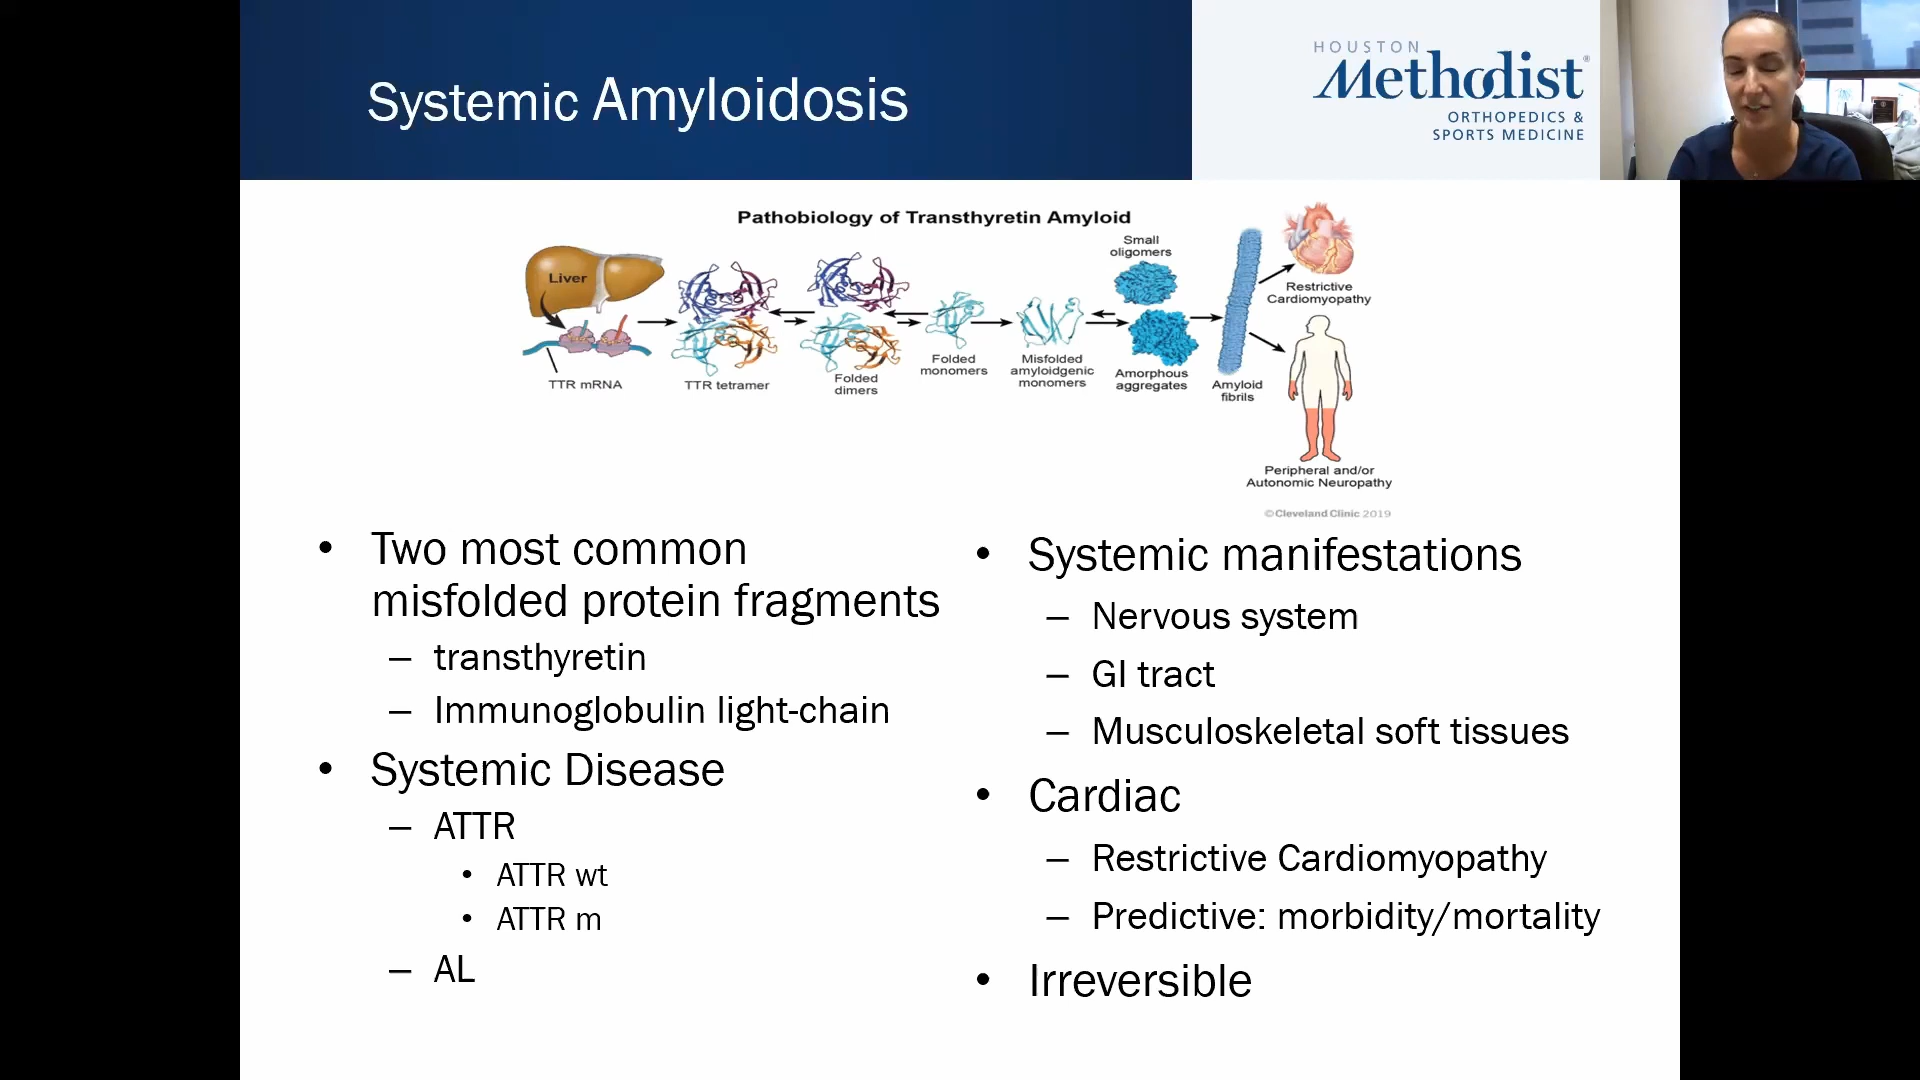 Systemic Amyloidosis
HOUSTON
Methodist®
ORTHOPEDICS &
SPORTS MEDICINE
Pathobiology of Transthyretin Amyloid
Liver
TTR mRNA
TTR tetramer
Folded
dimers
Folded
monomers
Misfolded
amyloidgenic
monomers
Small
oligomers
Amorphous
aggregates
Amyloid
fibrils
Restrictive
Cardiomyopathy
Peripheral and/or
Autonomic Neuropathy
©Cleveland Clinic 2019
• Two most common
misfolded protein fragments
– transthyretin
– Immunoglobulin light-chain
• Systemic Disease
– ATTR
• ATTR wt
• ATTR m
– AL
• Systemic manifestations
– Nervous system
– GI tract
– Musculoskeletal soft tissues
• Cardiac
– Restrictive Cardiomyopathy
– Predictive: morbidity/mortality
• Irreversible